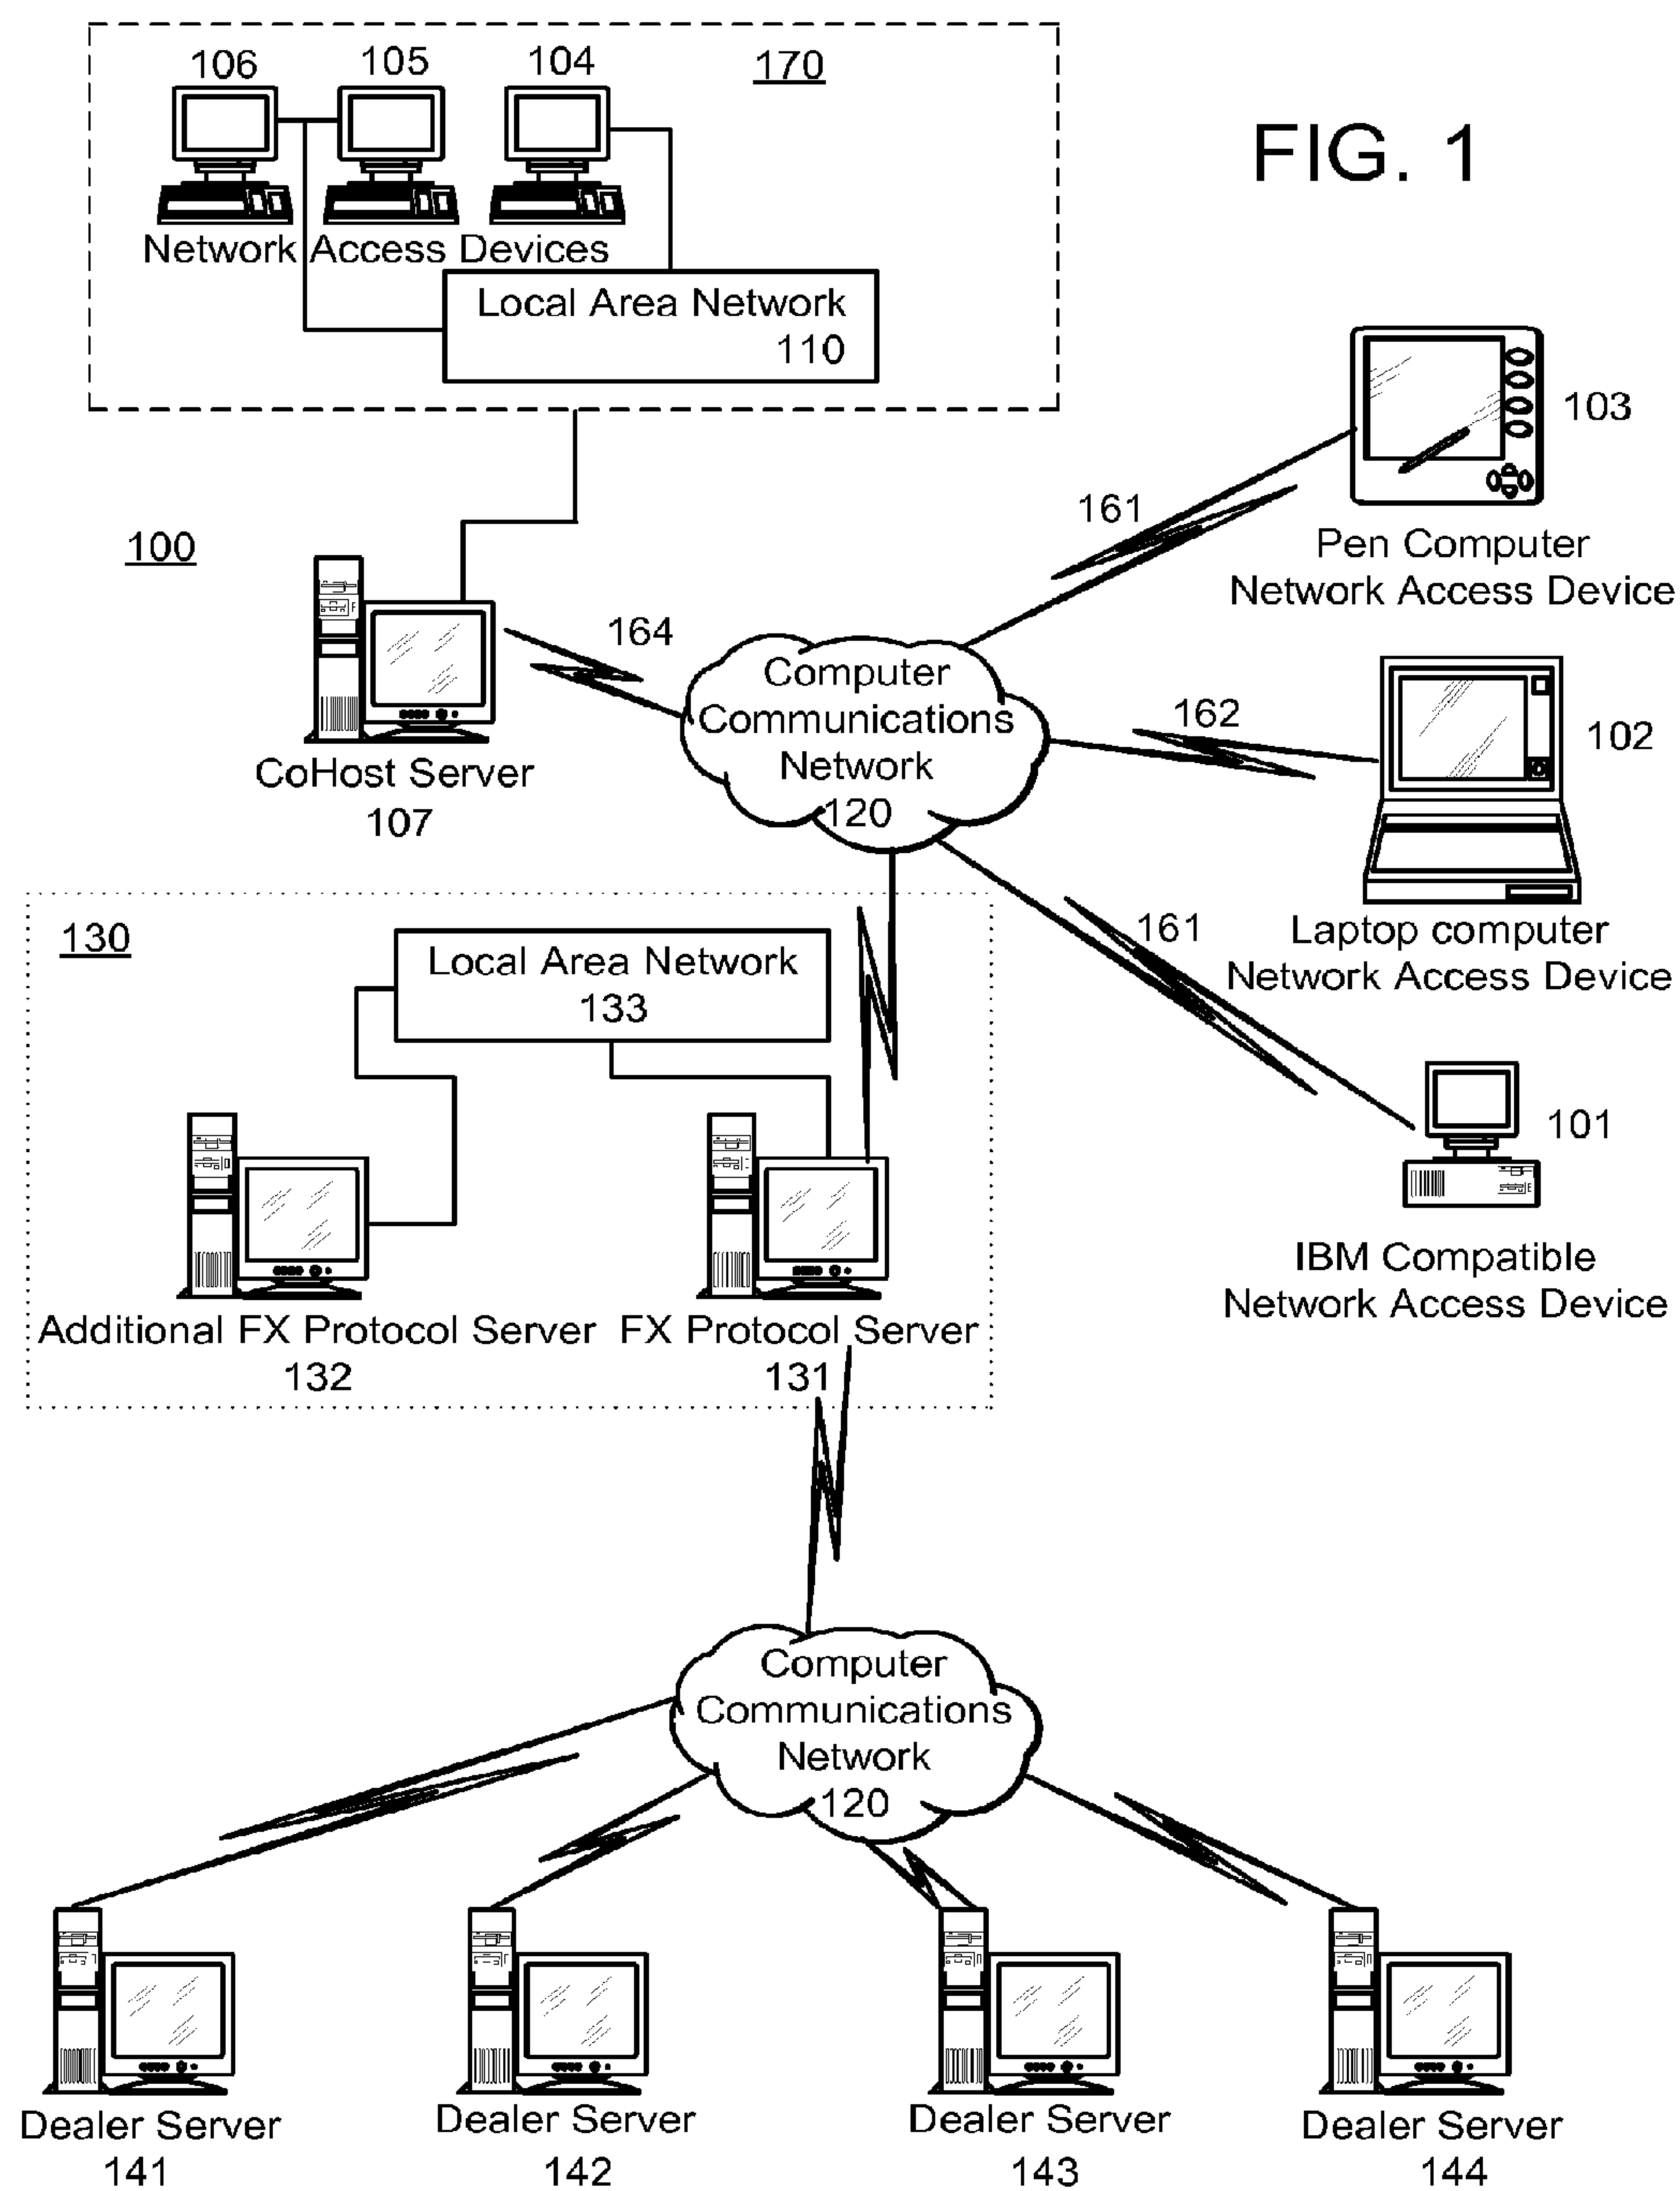 106
105
104
170
FIG. 1
Network Access Devices
Local Area Network
110
103
Pen Computer
Network Access Device
161
100
164
CoHost Server
107
Computer
Communications
Network
120
162
102
Laptop computer
Network Access Device
161
130
Local Area Network
133
101
IBM Compatible
Network Access Device
Additional FX Protocol Server
132
FX Protocol Server
131
Computer
Communications
Network
120
Dealer Server
141
Dealer Server
142
Dealer Server
143
Dealer Server
144